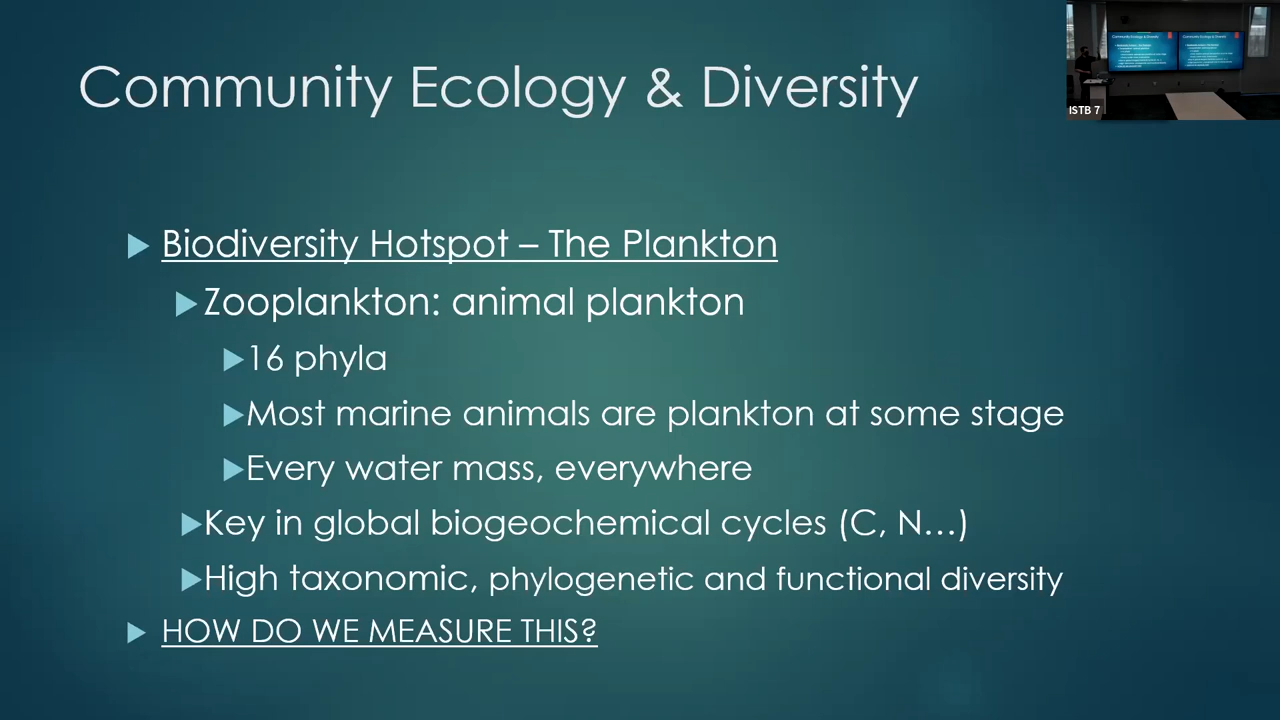 Community Ecology & Diversity
ISTB 7
Biodiversity Hotspot – The Plankton
Zooplankton: animal plankton
16 phyla
Most marine animals are plankton at some stage
Every water mass, everywhere
Key in global biogeochemical cycles (C, N…)
High taxonomic, phylogenetic and functional diversity
HOW DO WE MEASURE THIS?